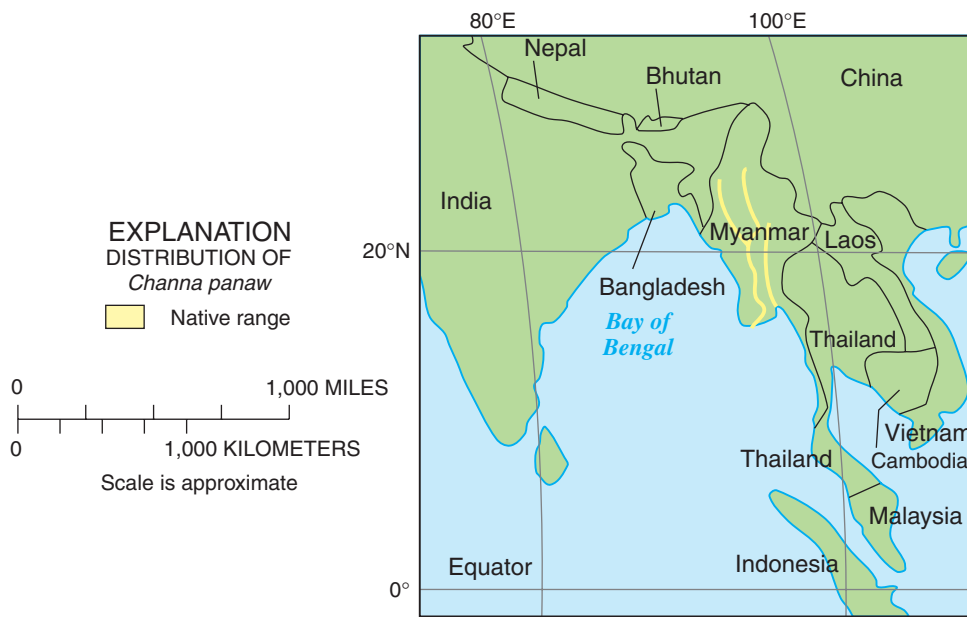 80°E
100°E
Nepal
Bhutan
China
India
EXPLANATION
DISTRIBUTION OF
Channa panaw
Native range
20°N
Myanmar
Laos
Bangladesh
Bay of
Bengal
Thailand
0
1,000 MILES
0
1,000 KILOMETERS
Scale is approximate
Vietnam
Cambodia
Thailand
Malaysia
Indonesia
Equator
0°